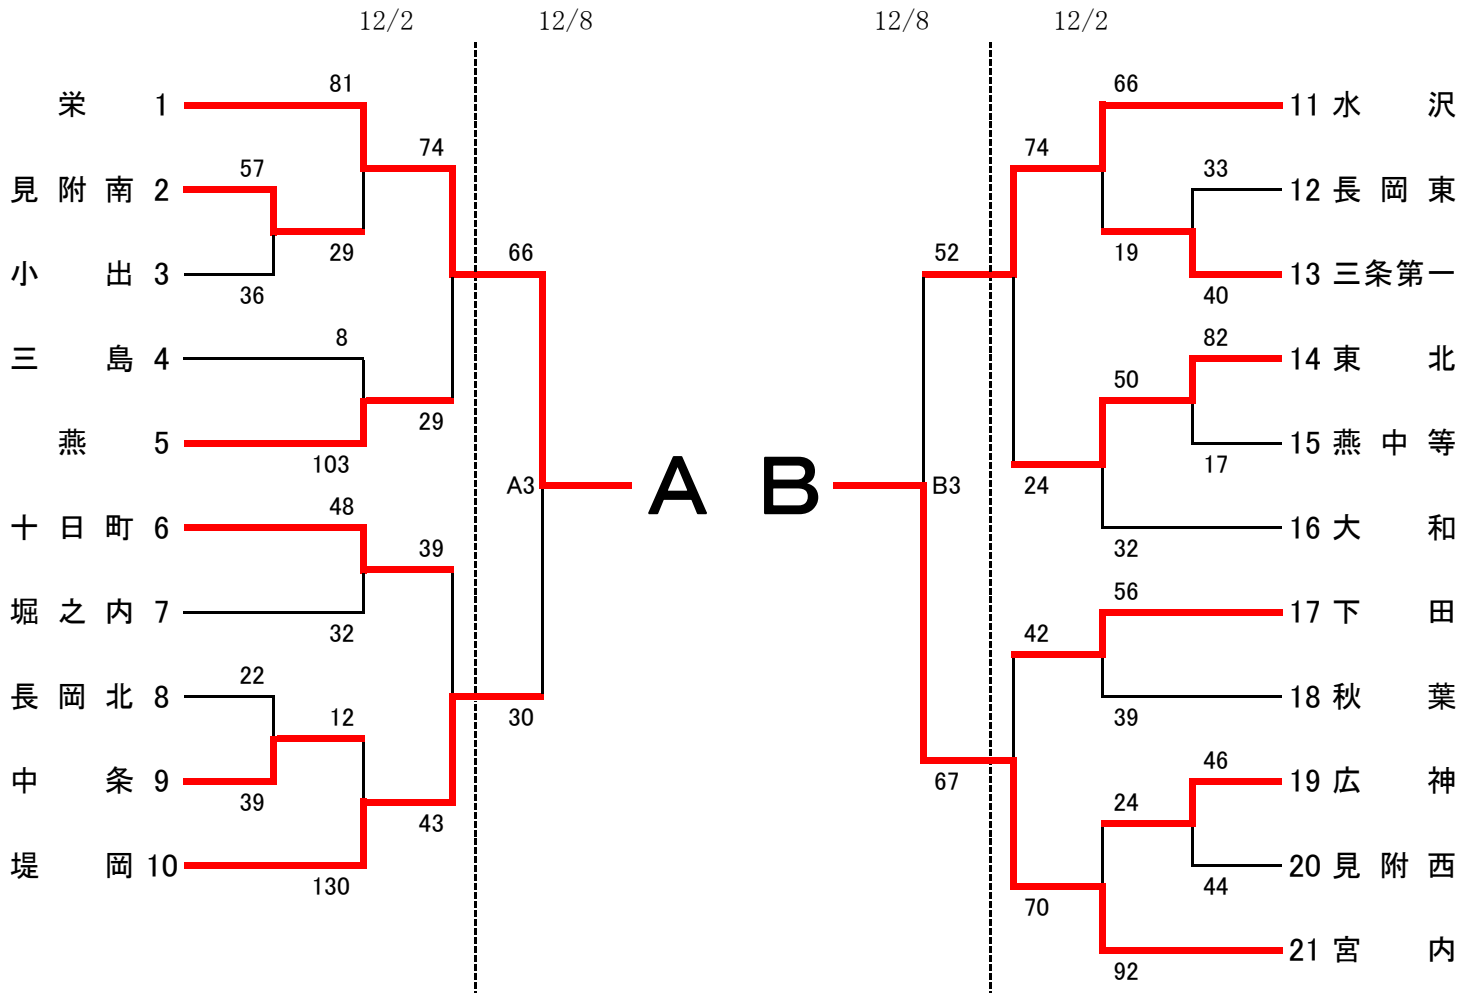 12/2 12/8 12/8 12/2
81 66
栄 1 11 水沢
74 74
57 33
見附南 2 12 長岡東
29 66 52 19
小出 3 13 三条第一
36 40
8 82
三島 4 14 東北
50
29
燕 5 15 燕中等
103 17
A3 A B B3 24
48
十日町 6 16 大和
39 32
56
堀之内 7 17 下田
32 42
22
長岡北 8 18 秋葉
12 30 39
46
中条 9 67 19 広神
39 24
43
堤岡 10 20 見附西
130 44
70
21 宮内
92